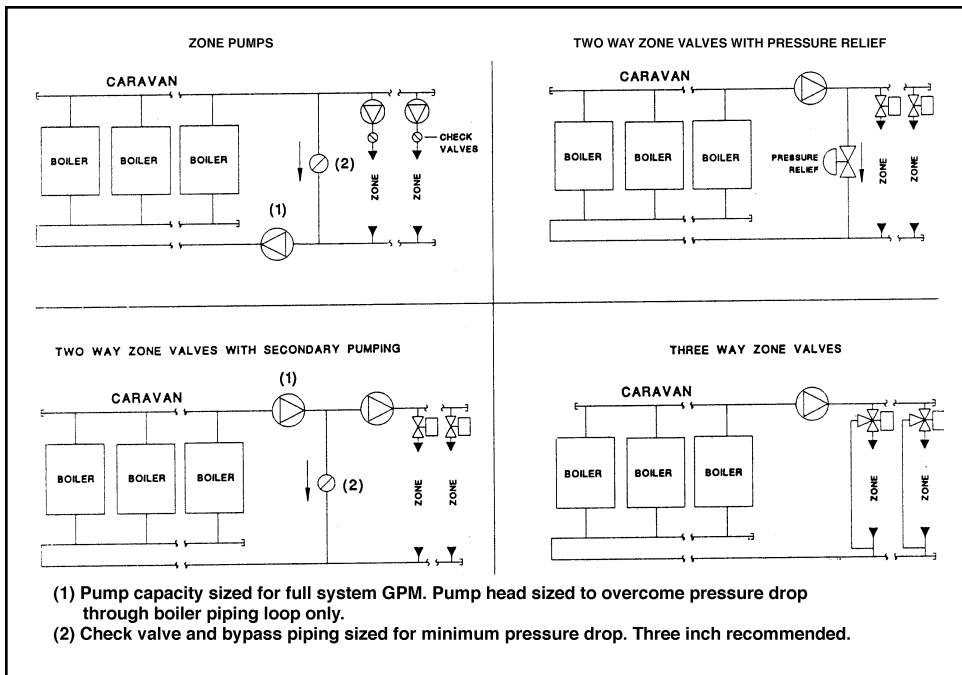 ZONE PUMPS
CARAVAN
BOILER
BOILER
BOILER
(2)
(1)
CHECK
VALVES
ZONE
ZONE
TWO WAY ZONE VALVES WITH PRESSURE RELIEF
CARAVAN
BOILER
BOILER
BOILER
PRESSURE
RELIEF
ZONE
ZONE
TWO WAY ZONE VALVES WITH SECONDARY PUMPING
(1)
CARAVAN
BOILER
BOILER
BOILER
(2)
ZONE
ZONE
THREE WAY ZONE VALVES
CARAVAN
BOILER
BOILER
BOILER
ZONE
ZONE
(1) Pump capacity sized for full system GPM. Pump head sized to overcome pressure drop
through boiler piping loop only.
(2) Check valve and bypass piping sized for minimum pressure drop. Three inch recommended.